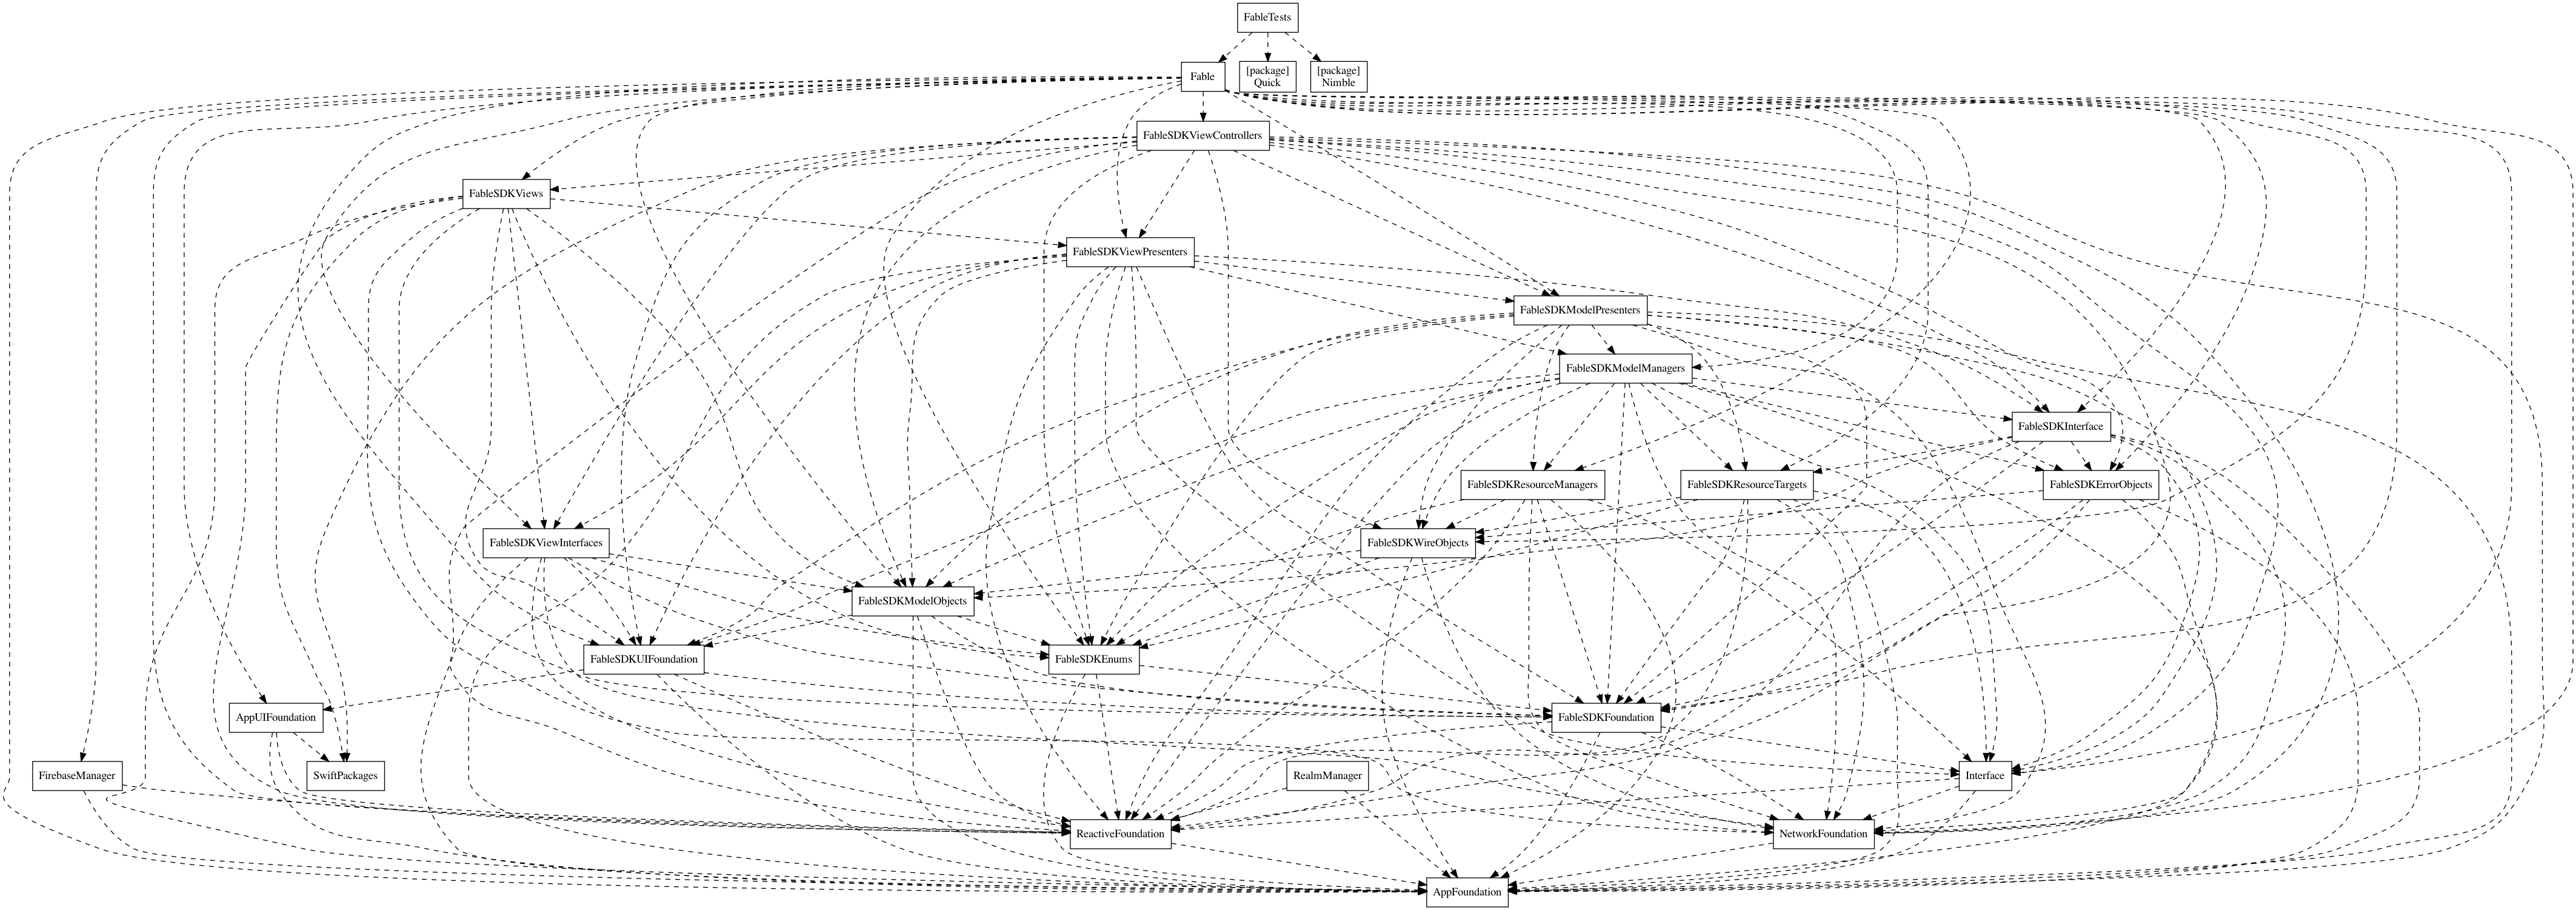 FableTests
Fable
[package]
Quick
[package]
Nimble
FableSDKViewControllers
FableSDKViews
FableSDKViewPresenters
FableSDKModelPresenters
FableSDKModelManagers
FableSDKInterface
FableSDKResourceManagers
FableSDKResourceTargets
FableSDKErrorObjects
FableSDKViewInterfaces
FableSDKWireObjects
FableSDKModelObjects
FableSDKUIFoundation
FableSDKEnums
AppUIFoundation
FableSDKFoundation
FirebaseManager
SwiftPackages
RealmManager
Interface
ReactiveFoundation
NetworkFoundation
AppFoundation